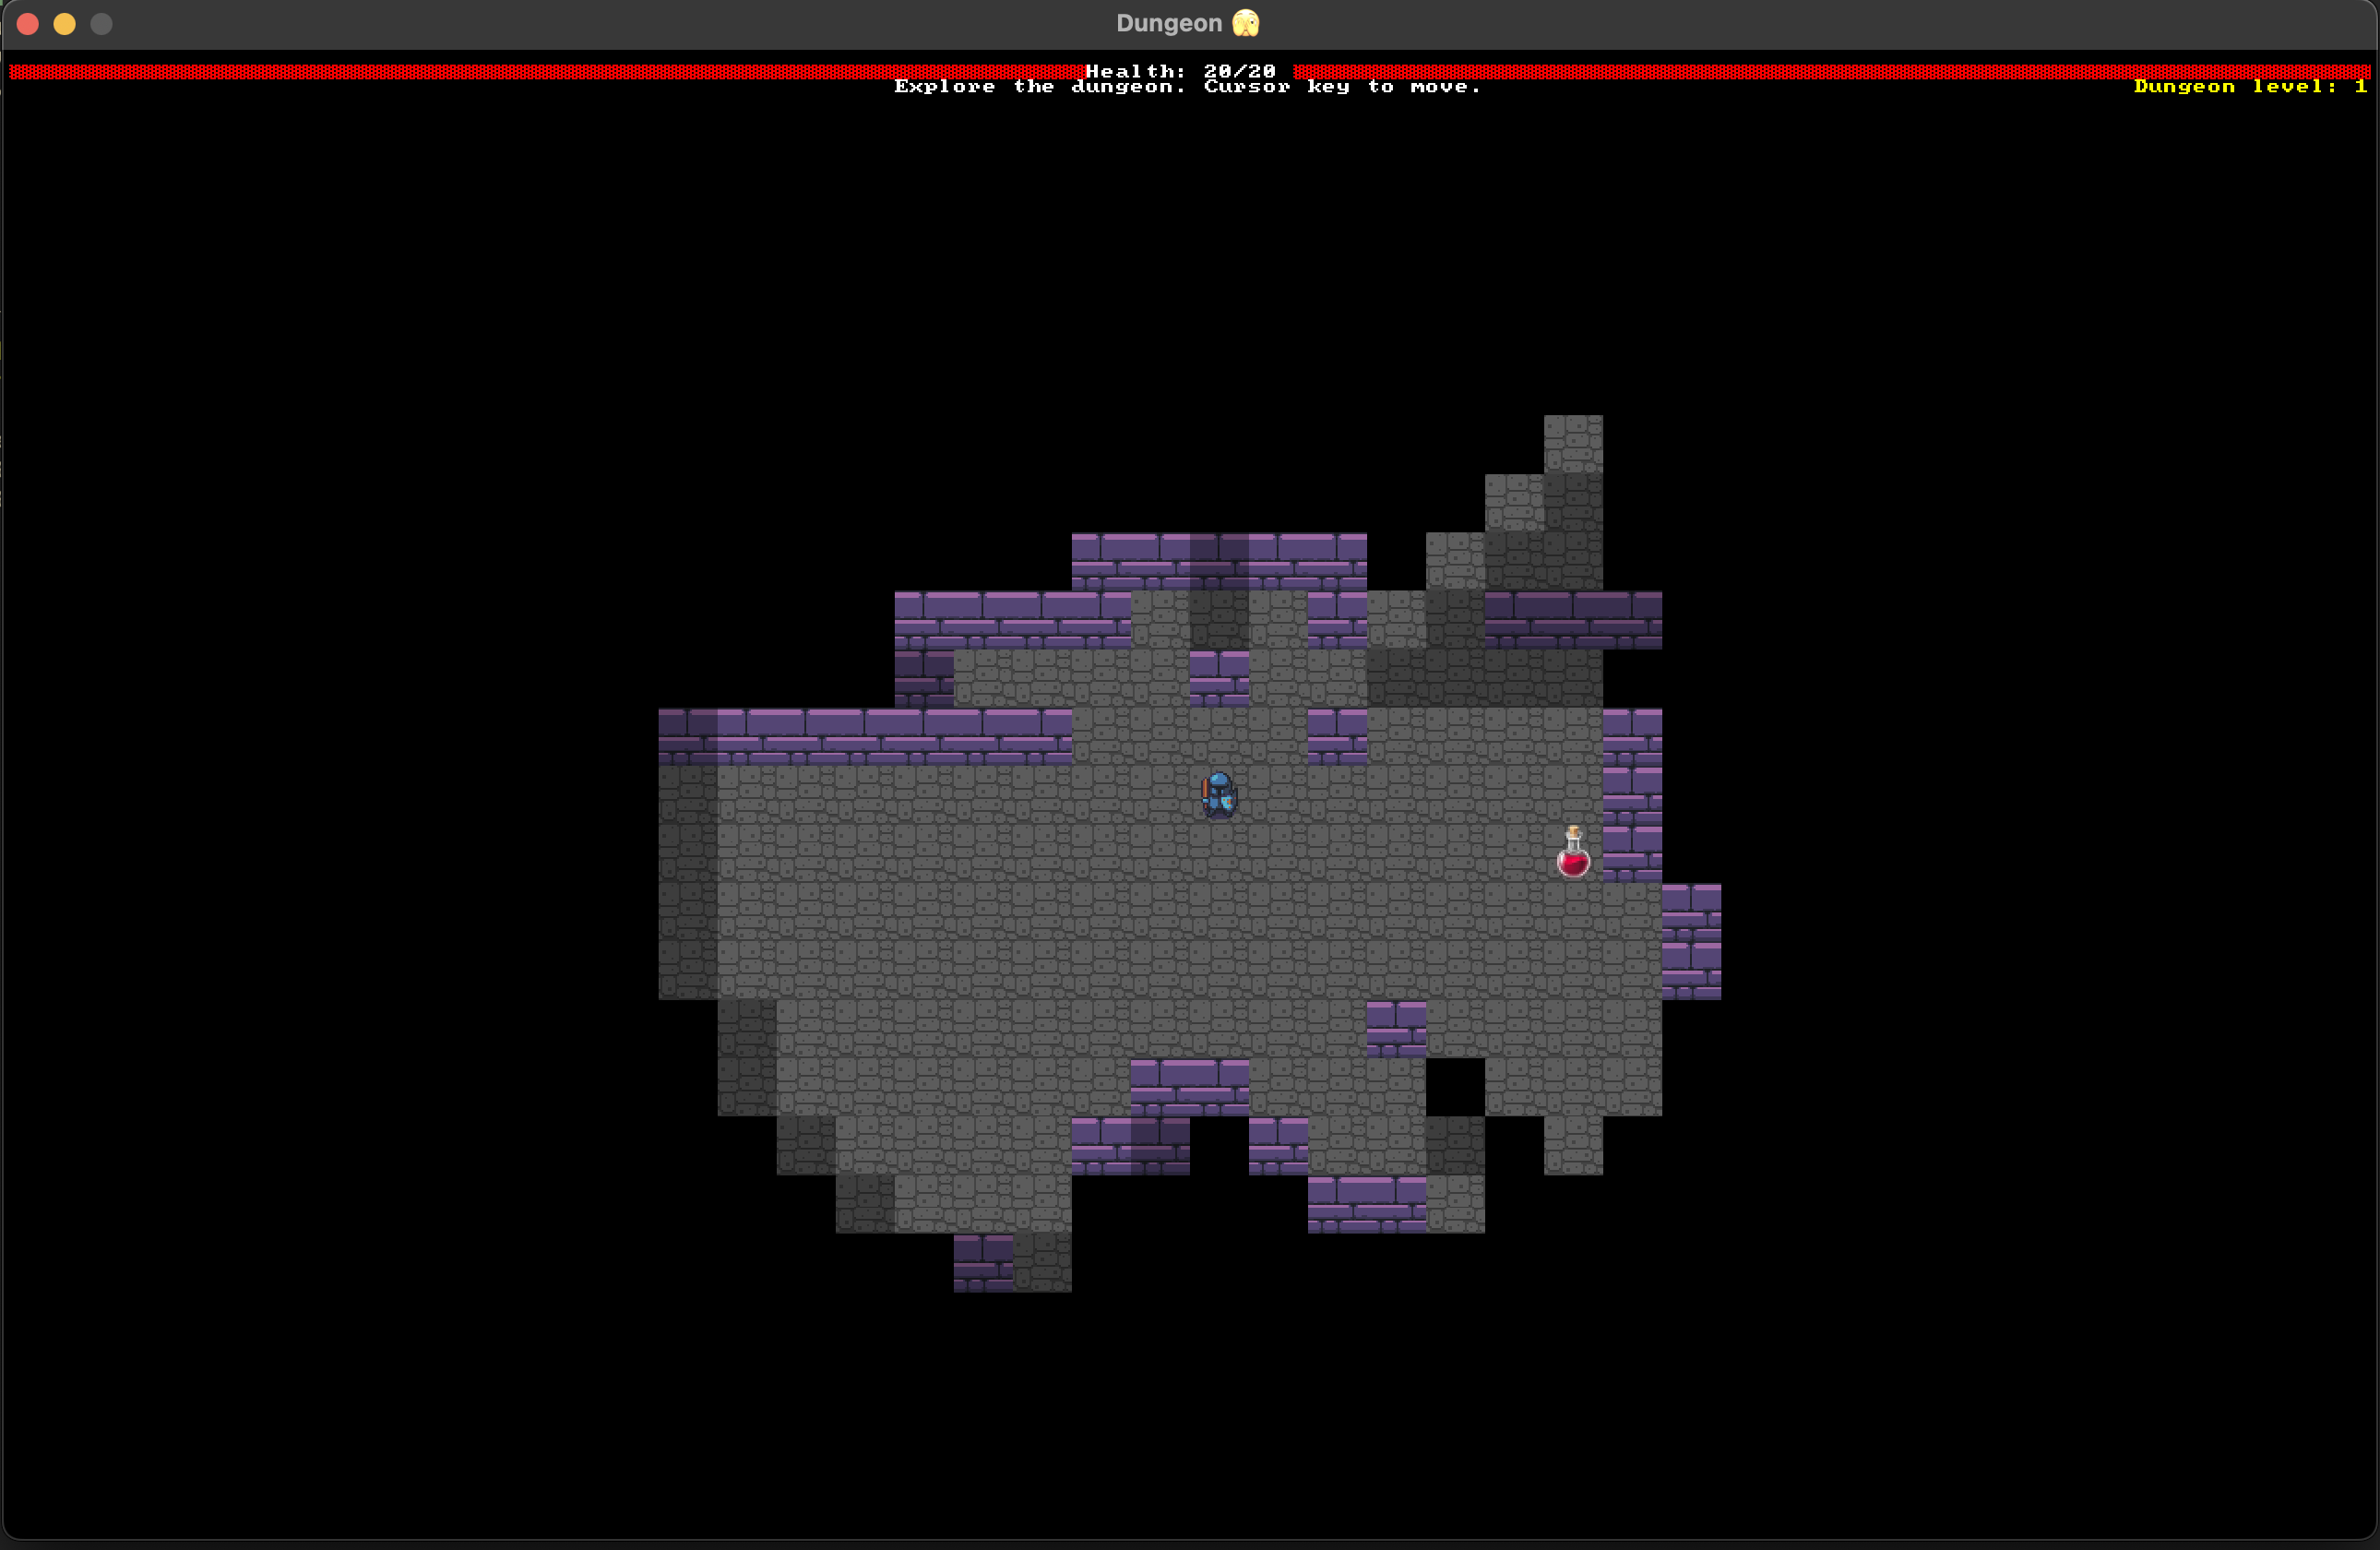 Dungeon 🫣
Health: 20/20
Explore the dungeon. Cursor key to move.
Dungeon level: 1